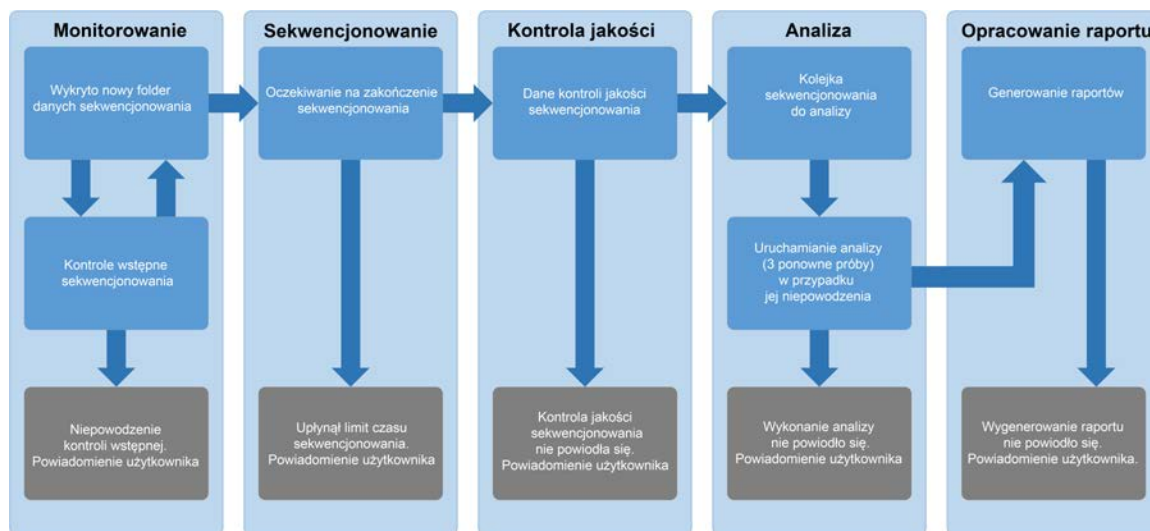 Monitorowanie
Wykryto nowy folder
danych sekwencjonowania
Kontrole wstępne
sekwencjonowania
Niepowodzenie
kontroli wstępnej.
Powiadomienie użytkownika
Sekwencjonowanie
Oczekiwanie na zakończenie
sekwencjonowania
Upłynął limit czasu
sekwencjonowania.
Powiadomienie użytkownika
Kontrola jakości
Dane kontroli jakości
sekwencjonowania
Kontrola jakości
sekwencjonowania
nie powiodła się.
Powiadomienie użytkownika
Analiza
Kolejka
sekwencjonowania
do analizy
Uruchamianie analizy
(3 ponowne próby)
w przypadku
jej niepowodzenia
Wykonanie analizy
nie powiodło się.
Powiadomienie użytkownika
Opracowanie raportu
Generowanie raportów
Wygenerowanie raportu
nie powiodło się.
Powiadomienie użytkownika.